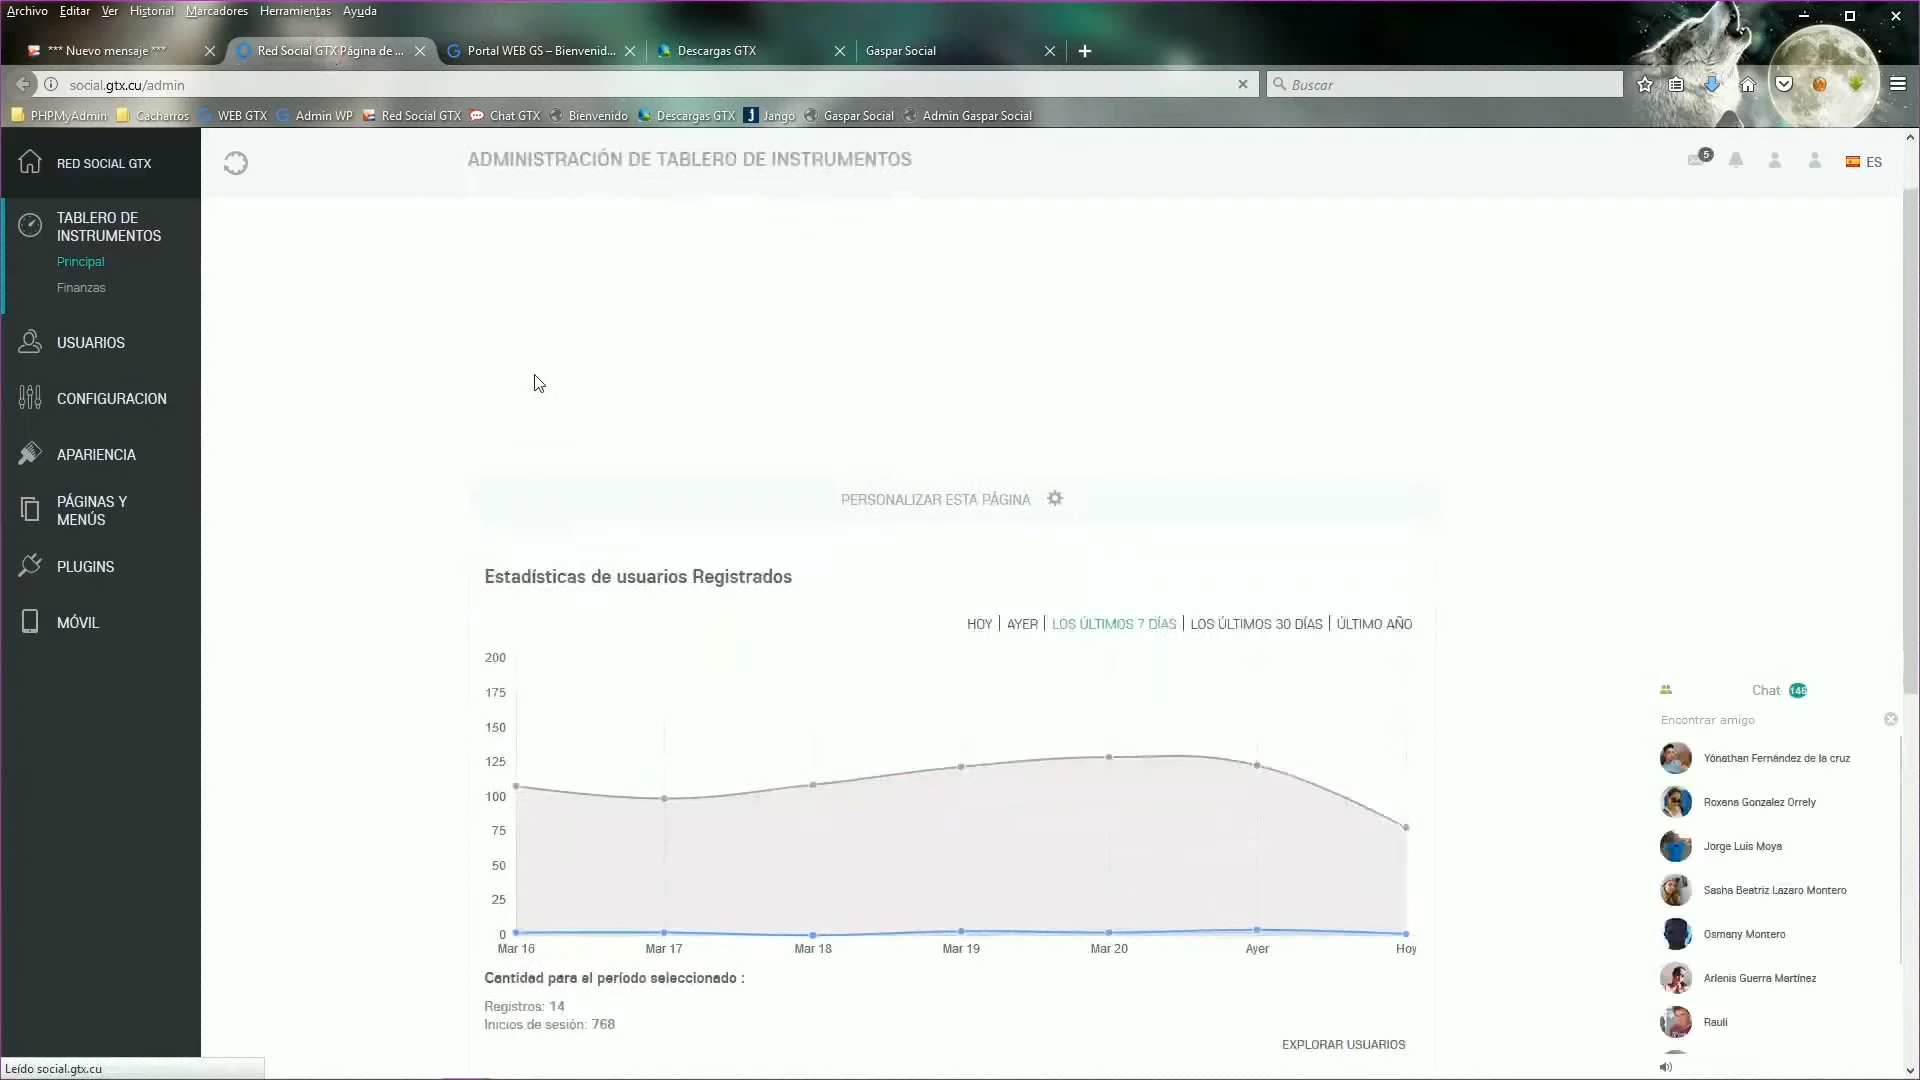 Archivo Editar Ver Historial Marcadores Herramientas Ayuda
*** Nuevo mensaje ***
Red Social GTX Página de ...
Portal WEB GS – Bienvenid...
Descargas GTX
Gaspar Social
social.gtx.cu/admin
Buscar
PHPMyAdmin
Cacharros
WEB GTX
Admin WP
Red Social GTX
Chat GTX
Bienvenido
Descargas GTX
Jango
Gaspar Social
Admin Gaspar Social
RED SOCIAL GTX
ADMINISTRACIÓN DE TABLERO DE INSTRUMENTOS
5
ES
TABLERO DE
INSTRUMENTOS
Principal
Finanzas
USUARIOS
CONFIGURACION
APARIENCIA
PÁGINAS Y
MENÚS
PLUGINS
MÓVIL
PERSONALIZAR ESTA PÁGINA
Estadísticas de usuarios Registrados
HOY | AYER | LOS ÚLTIMOS 7 DÍAS | LOS ÚLTIMOS 30 DÍAS | ÚLTIMO AÑO
200
175
150
125
100
75
50
25
0
Mar 16 Mar 17 Mar 18 Mar 19 Mar 20 Ayer Hoy
Cantidad para el período seleccionado :
Registros: 14
Inicios de sesión: 768
EXPLORAR USUARIOS
Chat 146
Encontrar amigo
Yónathan Fernández de la cruz
Roxana Gonzalez Orrely
Jorge Luis Moya
Sasha Beatriz Lazaro Montero
Osmany Montero
Arlenis Guerra Martínez
Rauli
Leído social.gtx.cu